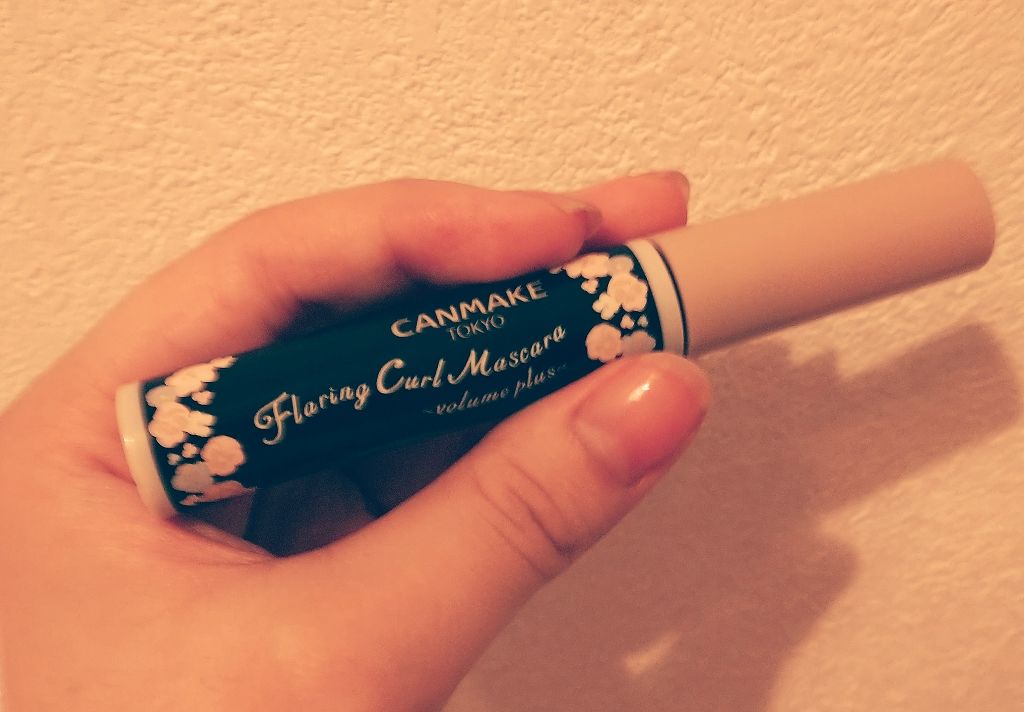 CANMAKE
TOKYO
Flaring Curl Mascara
~volume plus~